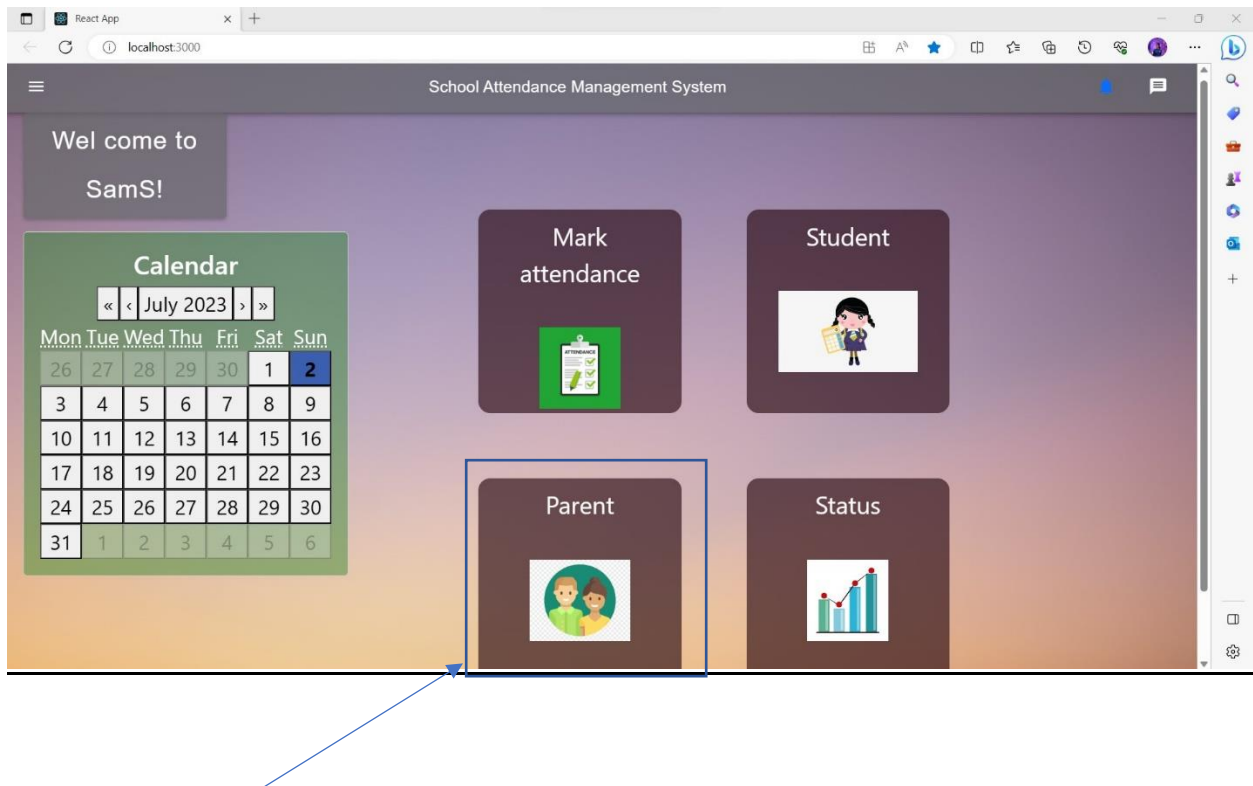 React App
localhost:3000
School Attendance Management System
Wel come to
SamS!
Calendar
« ‹ July 2023 › »
Mon Tue Wed Thu Fri Sat Sun
26 27 28 29 30 1 2
3 4 5 6 7 8 9
10 11 12 13 14 15 16
17 18 19 20 21 22 23
24 25 26 27 28 29 30
31 1 2 3 4 5 6
Mark
attendance
ATTENDANCE
Student
Parent
Status